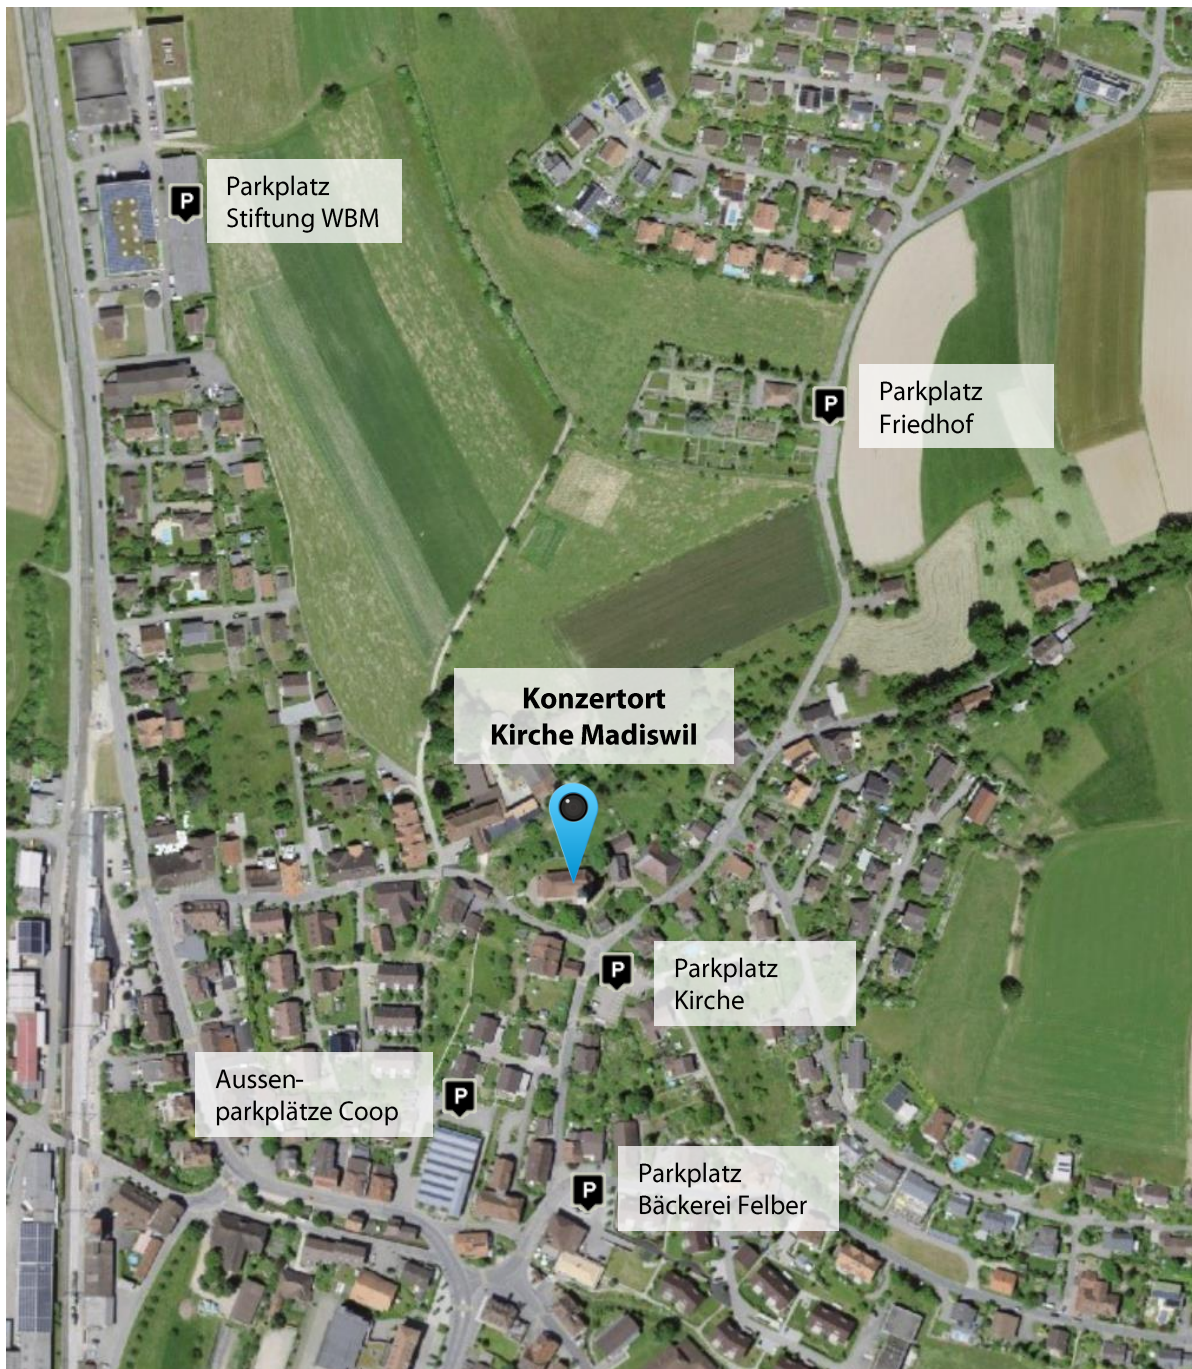 P
Parkplatz
Stiftung WBM
P
Parkplatz
Friedhof
Konzertort
Kirche Madiswil
P
Parkplatz
Kirche
Aussen-
parkplätze Coop
P
P
Parkplatz
Bäckerei Felber